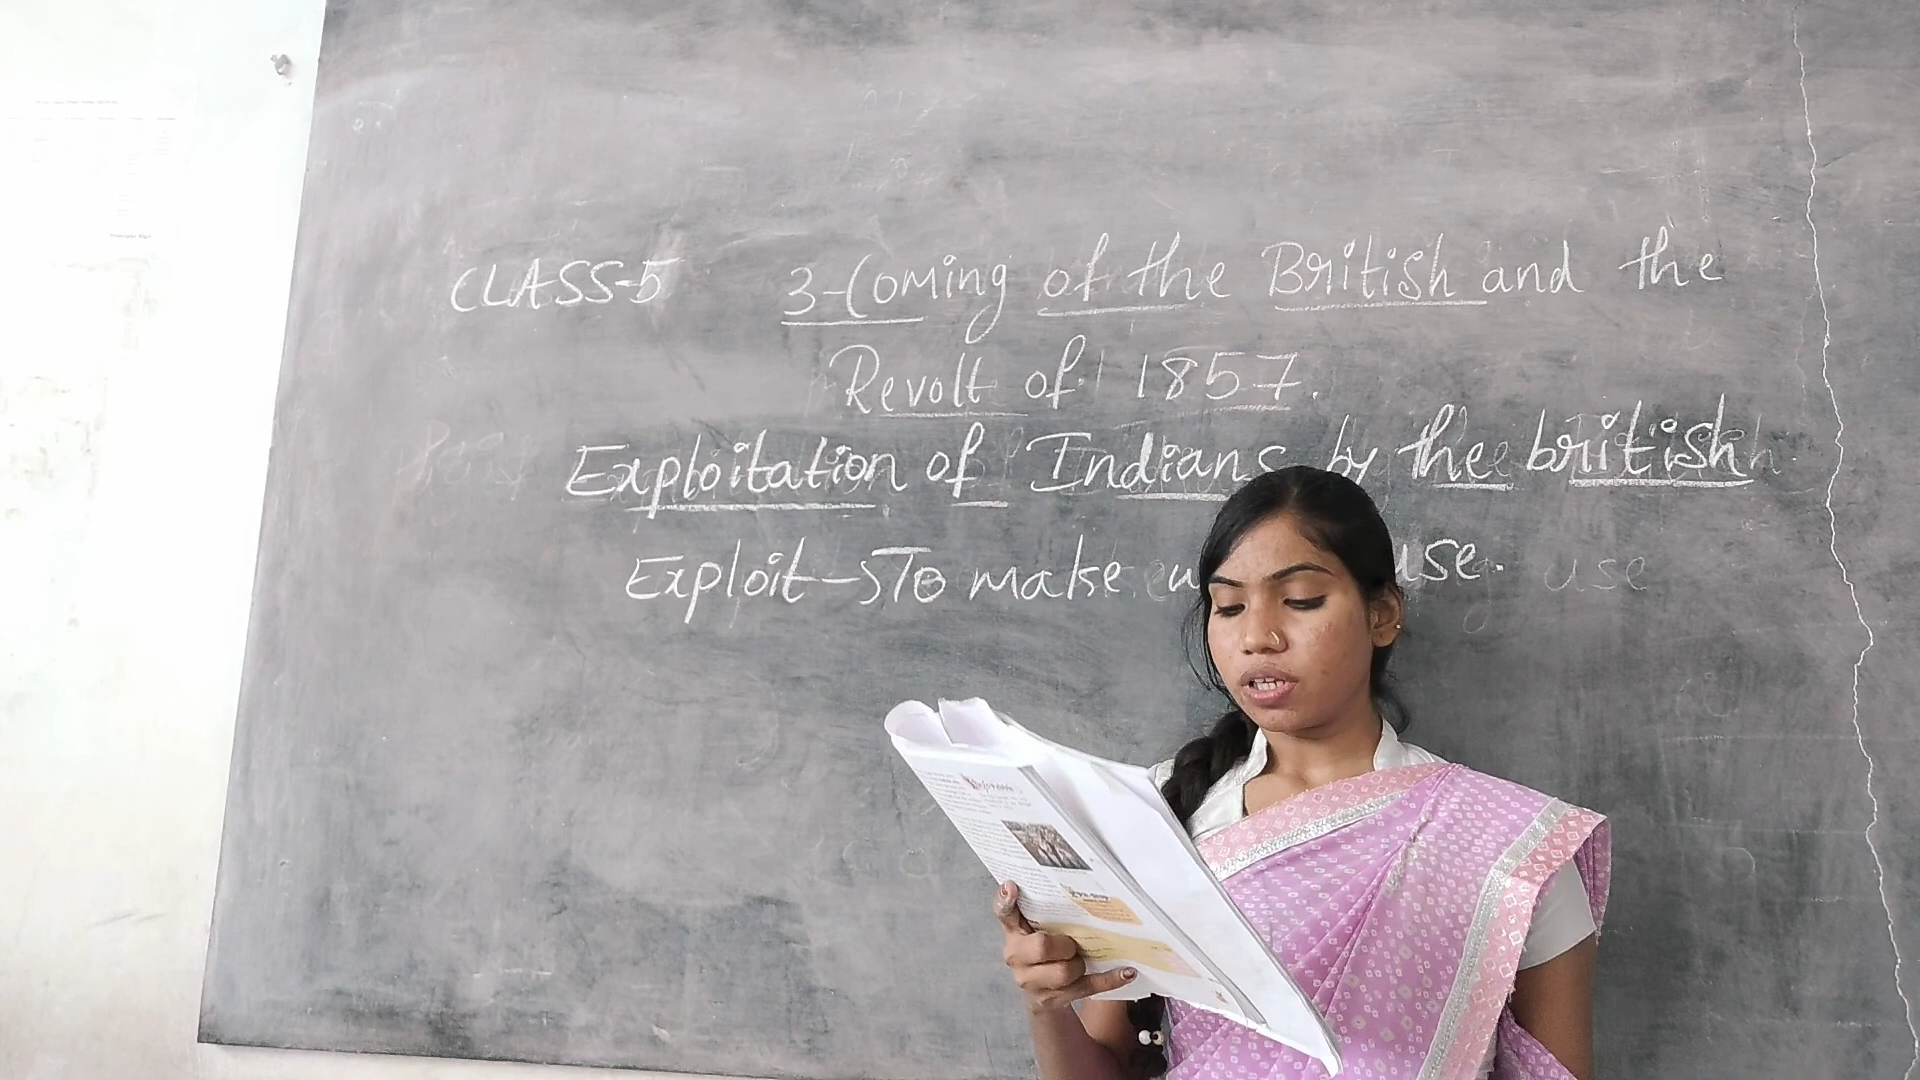 CLASS-5 3-Coming of the British and the
Revolt of 1857.
Exploitation of Indians by the british
Exploit→To make use.